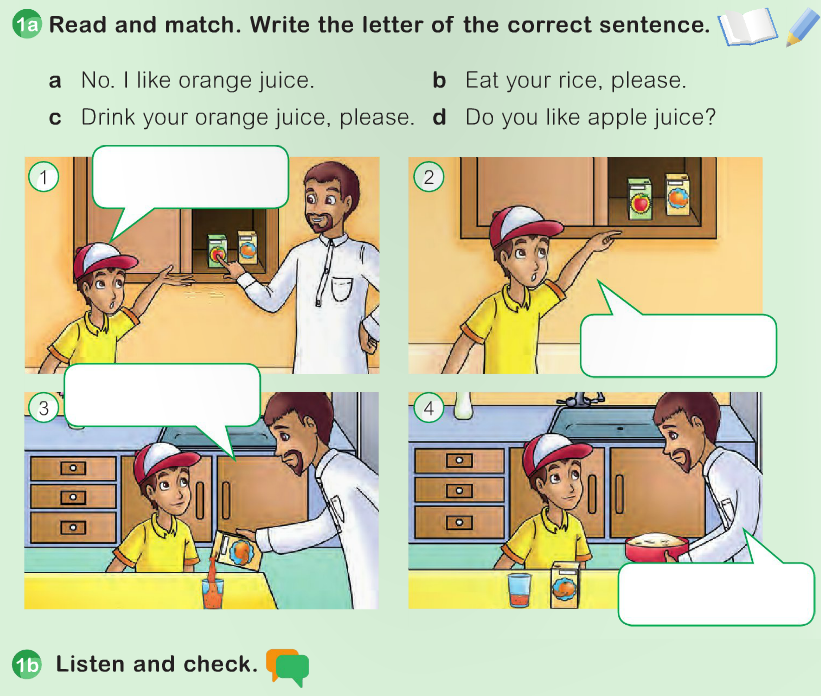 1a Read and match. Write the letter of the correct sentence.
a No. I like orange juice. b Eat your rice, please.
c Drink your orange juice, please. d Do you like apple juice?
1
2
3
4
1b Listen and check.